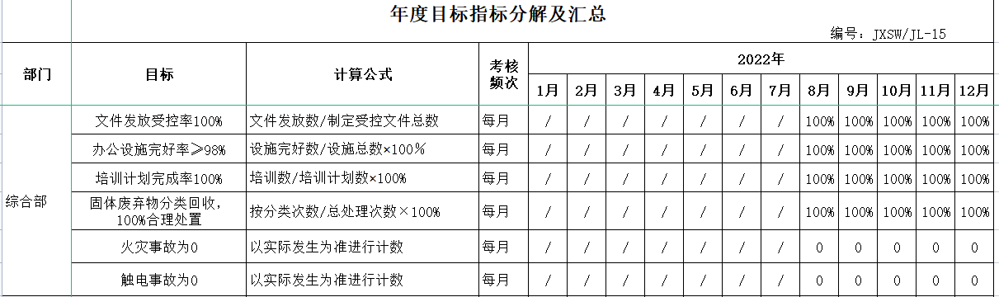 年度目标指标分解及汇总
编号：JXSW/JL-15
部门 目标 计算公式 考核频次 2022年
1月 2月 3月 4月 5月 6月 7月 8月 9月 10月 11月 12月
综合部
文件发放受控率100% 文件发放数/制定受控文件总数 每月 / / / / / / / 100% 100% 100% 100% 100%
办公设施完好率≥98% 设施完好数/设施总数×100% 每月 / / / / / / / 100% 100% 100% 100% 100%
培训计划完成率100% 培训数/培训计划数×100% 每月 / / / / / / / 100% 100% 100% 100% 100%
固体废弃物分类回收，100%合理处置 按分类次数/总处理次数×100% 每月 / / / / / / / 100% 100% 100% 100% 100%
火灾事故为0 以实际发生为准进行计数 每月 / / / / / / / 0 0 0 0 0
触电事故为0 以实际发生为准进行计数 每月 / / / / / / / 0 0 0 0 0